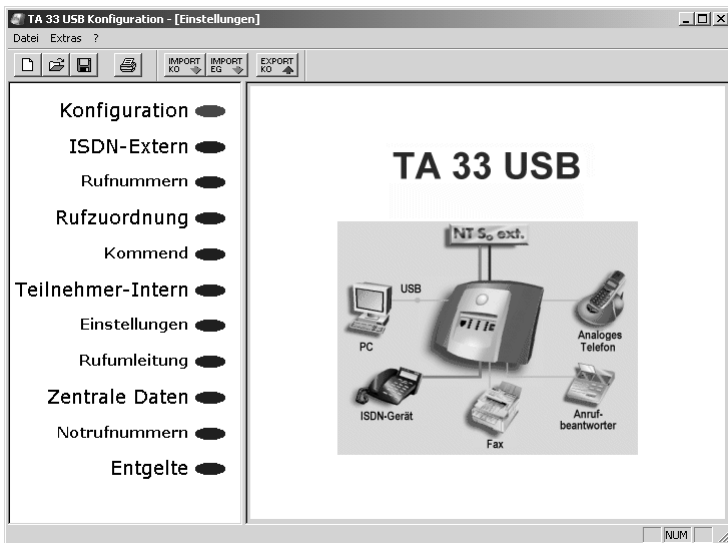 TA 33 USB Konfiguration - [Einstellungen]
Datei Extras ?
IMPORT KO
IMPORT EG
EXPORT KO
Konfiguration
ISDN-Extern
Rufnummern
Rufzuordnung
Kommend
Teilnehmer-Intern
Einstellungen
Rufumleitung
Zentrale Daten
Notrufnummern
Entgelte
TA 33 USB
NT S₀ ext.
USB
PC
Analoges
Telefon
ISDN-Gerät
Fax
Anruf-
beantworter
NUM